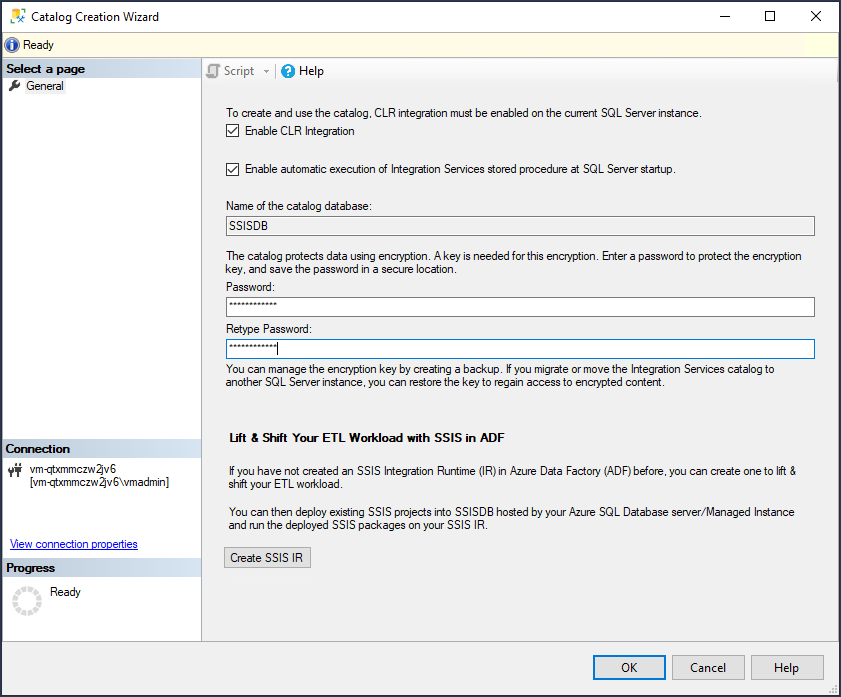 Catalog Creation Wizard
Ready
Select a page
General
Script
Help
To create and use the catalog, CLR integration must be enabled on the current SQL Server instance.
Enable CLR Integration
Enable automatic execution of Integration Services stored procedure at SQL Server startup.
Name of the catalog database:
SSISDB
The catalog protects data using encryption. A key is needed for this encryption. Enter a password to protect the encryption
key, and save the password in a secure location.
Password:
************
Retype Password:
************
You can manage the encryption key by creating a backup. If you migrate or move the Integration Services catalog to
another SQL Server instance, you can restore the key to regain access to encrypted content.
Lift & Shift Your ETL Workload with SSIS in ADF
If you have not created an SSIS Integration Runtime (IR) in Azure Data Factory (ADF) before, you can create one to lift &
shift your ETL workload.
You can then deploy existing SSIS projects into SSISDB hosted by your Azure SQL Database server/Managed Instance
and run the deployed SSIS packages on your SSIS IR.
Create SSIS IR
Connection
vm-qtxmmczw2jv6
[vm-qtxmmczw2jv6\vmadmin]
View connection properties
Progress
Ready
OK
Cancel
Help